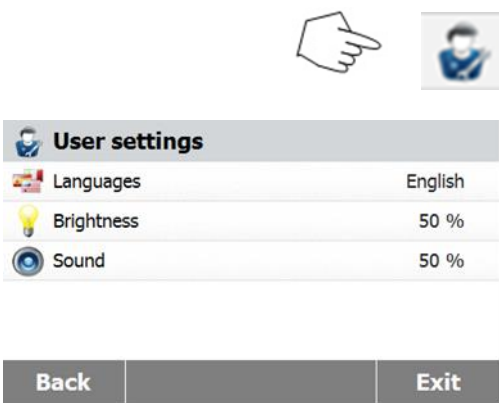 User settings
Languages English
Brightness 50 %
Sound 50 %
Back Exit